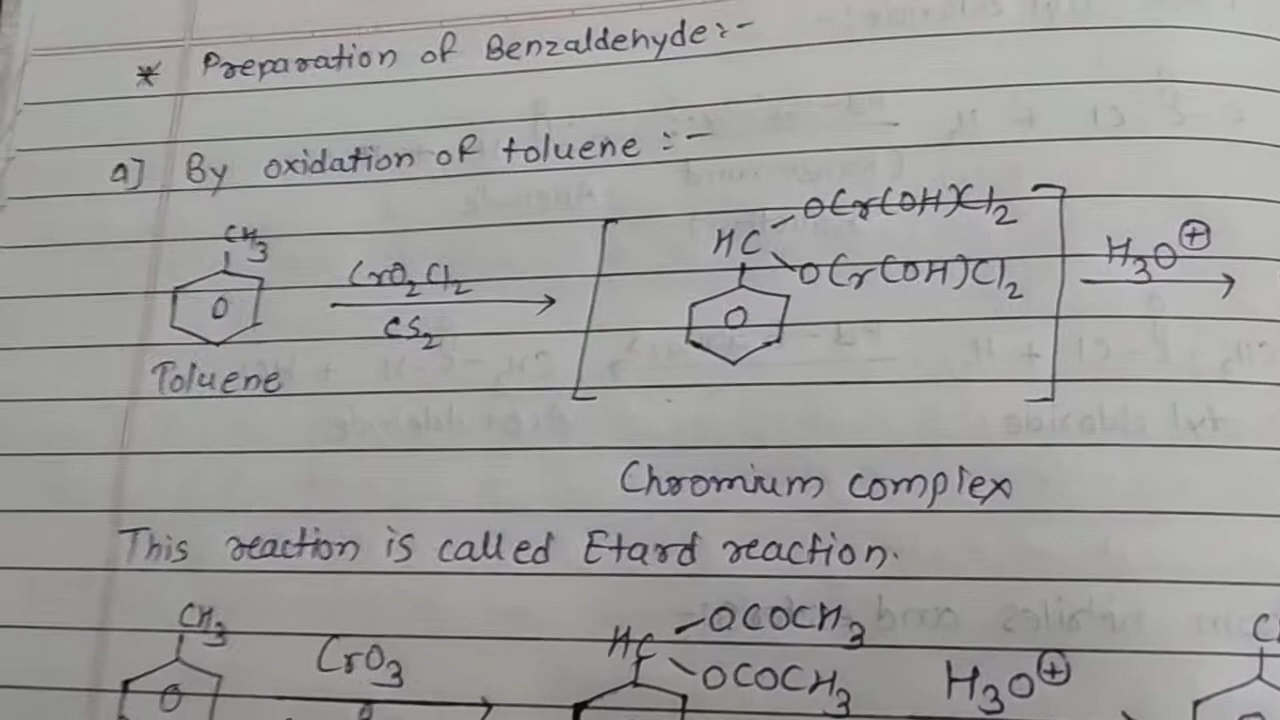 * Preparation of Benzaldehyde:-
a] By oxidation of toluene :-
CH3 CrO2Cl2 CS2 HC OCr(OH)Cl2 OCr(OH)Cl2 H3O⊕
Toluene
Chromium complex
This reaction is called Etard reaction.
CH3 CrO3 HC OCOCH3 OCOCH3 H3O⊕